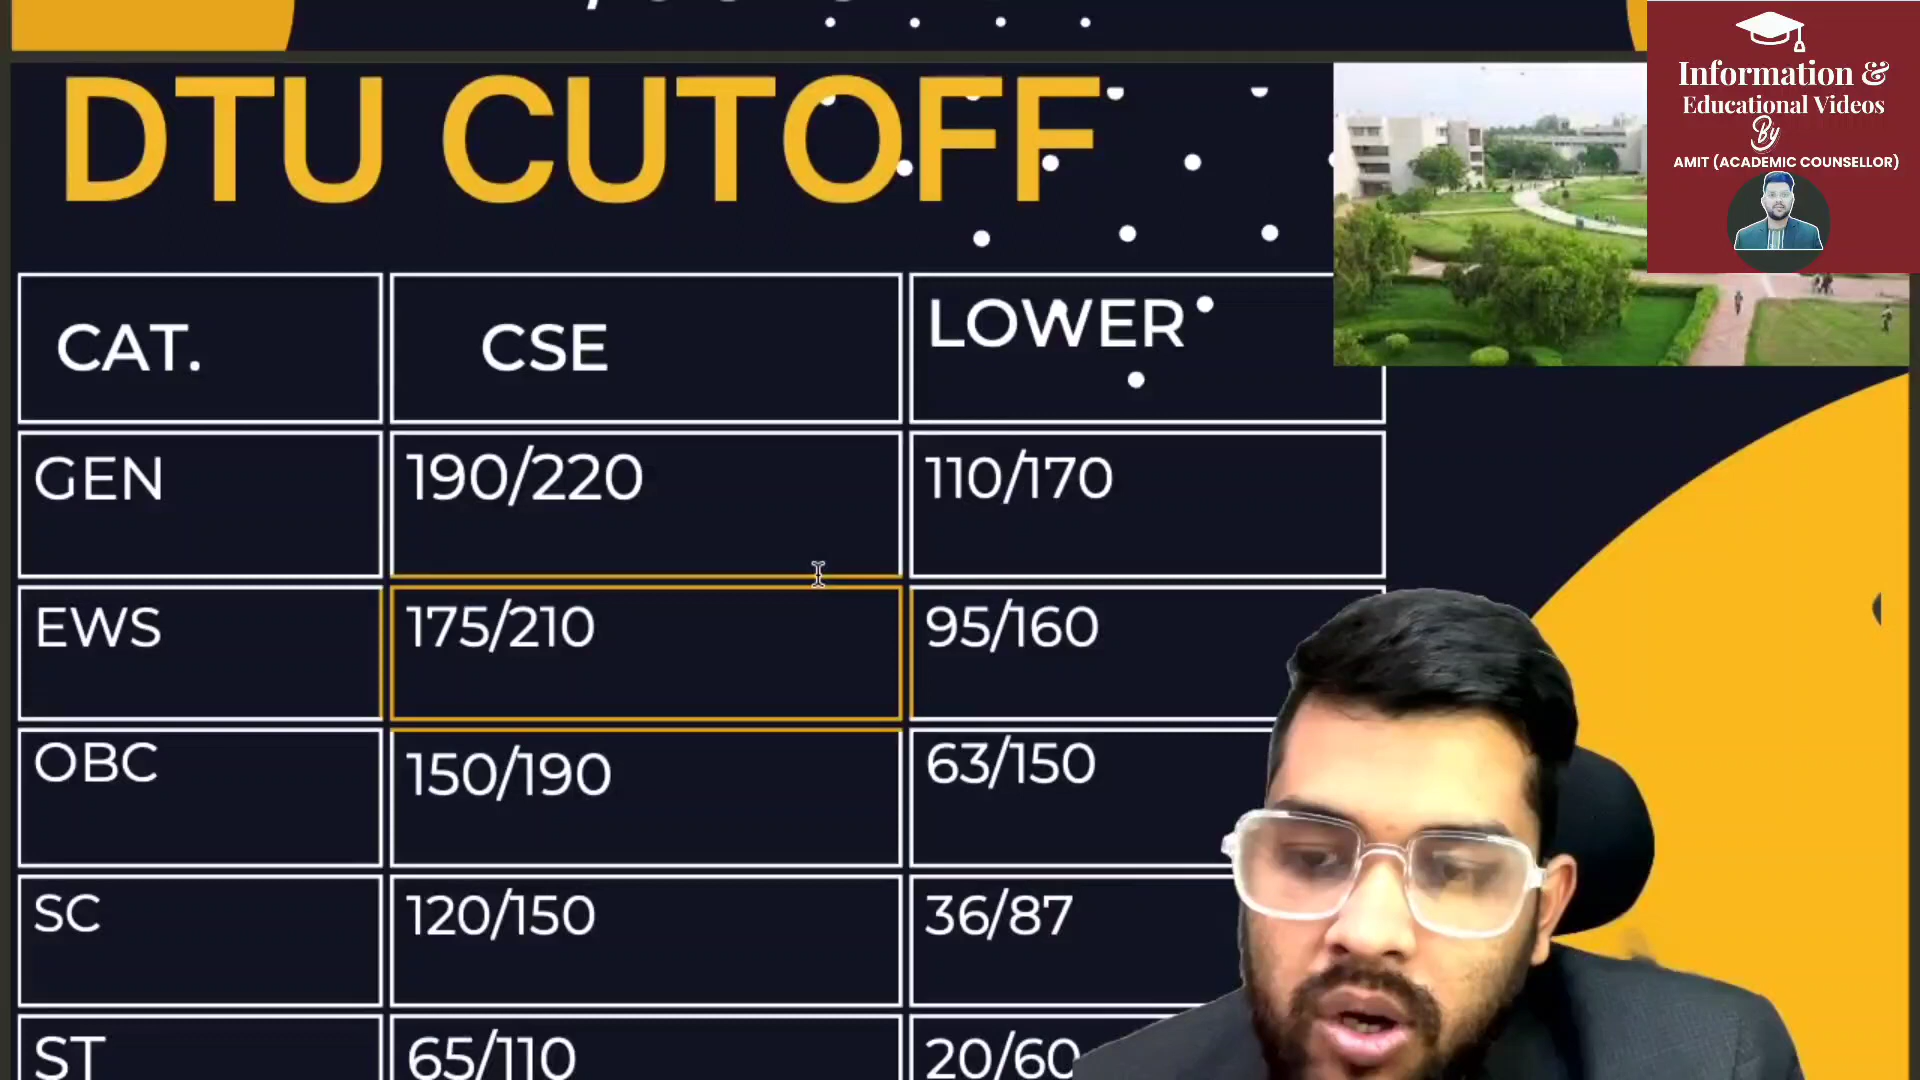 DTU CUTOFF
Information &
Educational Videos
By
AMIT (ACADEMIC COUNSELLOR)
CAT. CSE LOWER
GEN 190/220 110/170
EWS 175/210 95/160
OBC 150/190 63/150
SC 120/150 36/87
ST 65/110 20/60